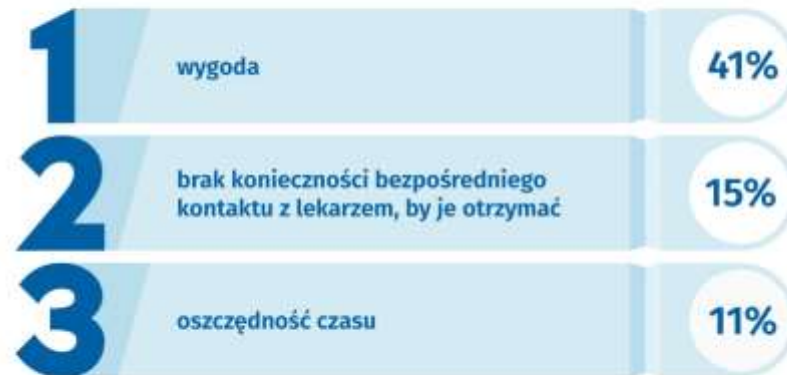 1
wygoda
41%
2
brak konieczności bezpośredniego
kontaktu z lekarzem, by je otrzymać
15%
3
oszczędność czasu
11%